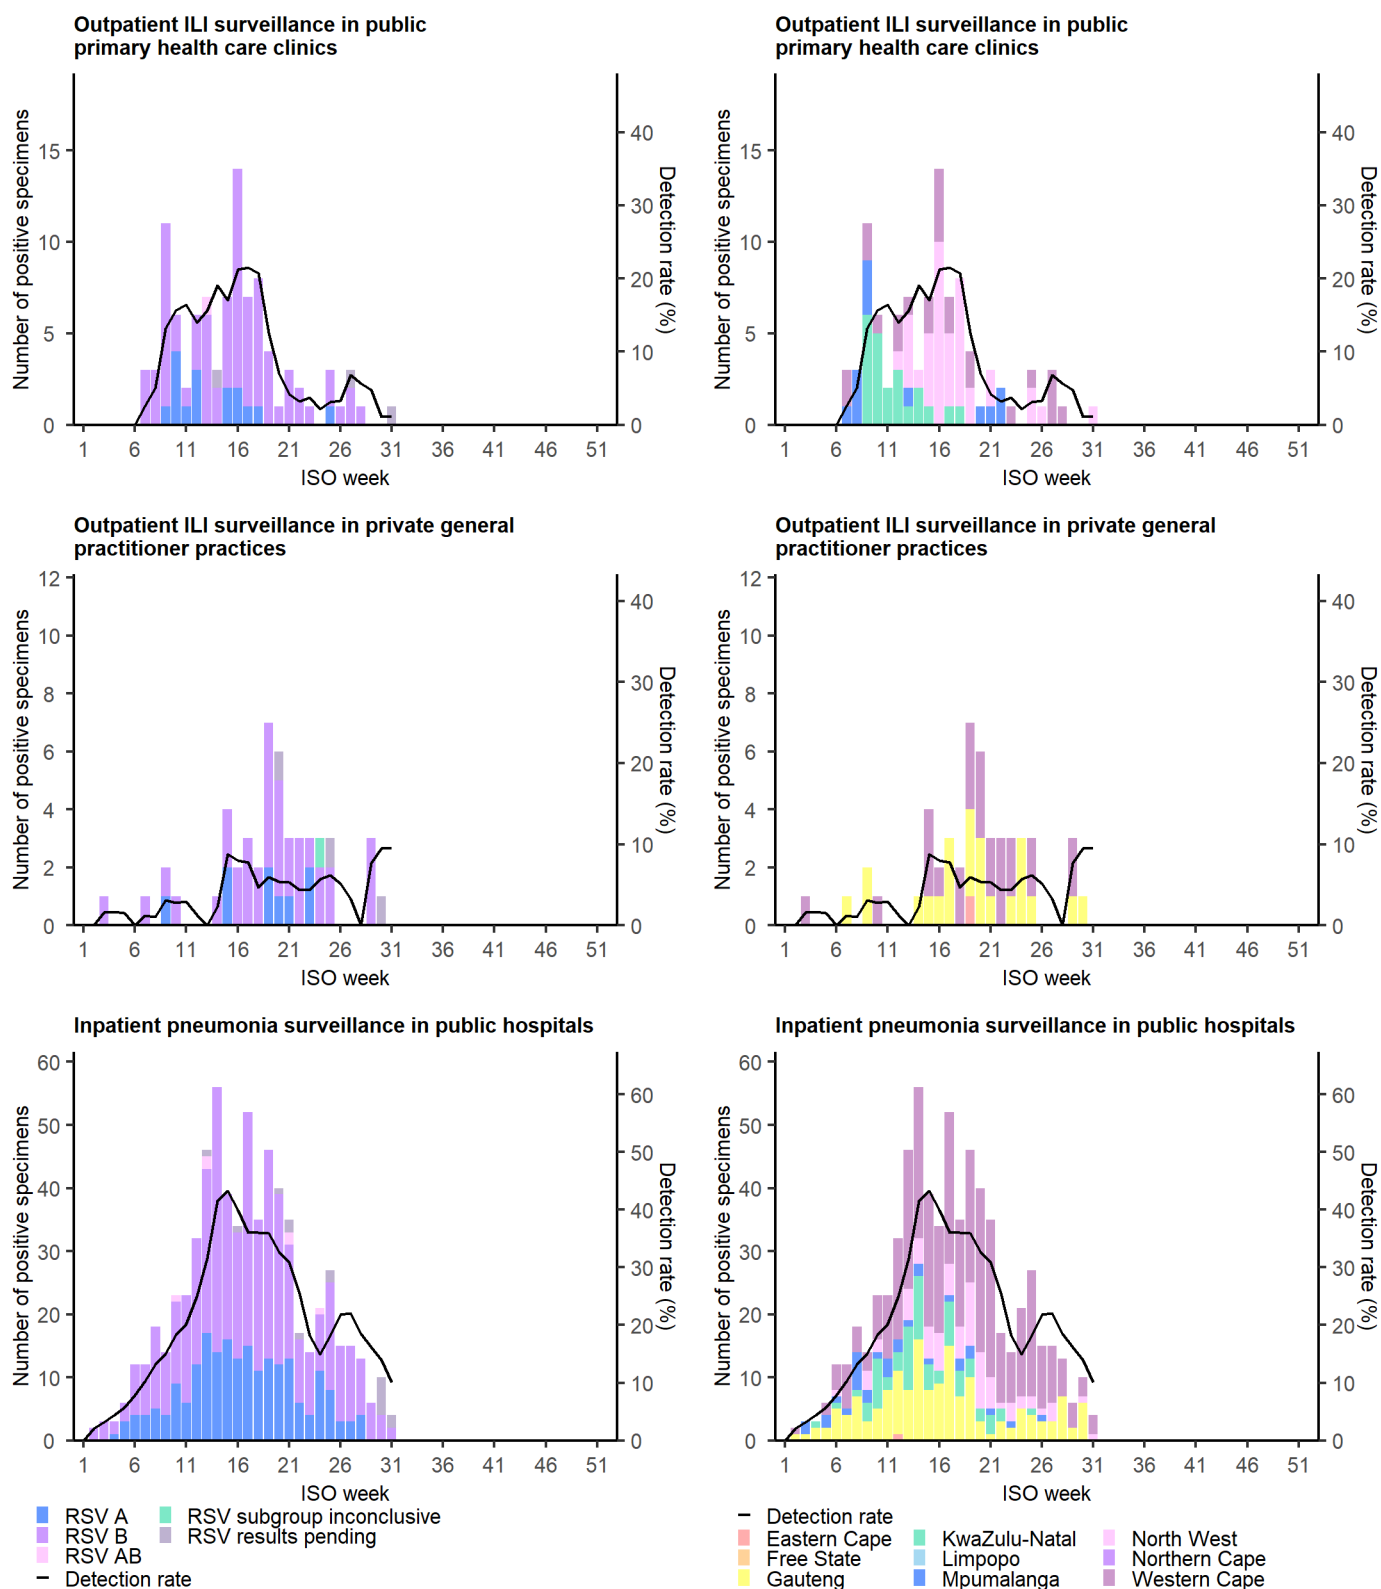 Outpatient ILI surveillance in public
primary health care clinics
Number of positive specimens
15
10
5
0
40
30
20
10
0
Detection rate (%)
1 6 11 16 21 26 31 36 41 46 51
ISO week
Outpatient ILI surveillance in public
primary health care clinics
Number of positive specimens
15
10
5
0
40
30
20
10
0
Detection rate (%)
1 6 11 16 21 26 31 36 41 46 51
ISO week
Outpatient ILI surveillance in private general
practitioner practices
Number of positive specimens
12
10
8
6
4
2
0
40
30
20
10
0
Detection rate (%)
1 6 11 16 21 26 31 36 41 46 51
ISO week
Outpatient ILI surveillance in private general
practitioner practices
Number of positive specimens
12
10
8
6
4
2
0
40
30
20
10
0
Detection rate (%)
1 6 11 16 21 26 31 36 41 46 51
ISO week
Inpatient pneumonia surveillance in public hospitals
Number of positive specimens
60
50
40
30
20
10
0
60
50
40
30
20
10
0
Detection rate (%)
1 6 11 16 21 26 31 36 41 46 51
ISO week
RSV A
RSV B
RSV AB
Detection rate
RSV subgroup inconclusive
RSV results pending
Inpatient pneumonia surveillance in public hospitals
Number of positive specimens
60
50
40
30
20
10
0
60
50
40
30
20
10
0
Detection rate (%)
1 6 11 16 21 26 31 36 41 46 51
ISO week
Detection rate
Eastern Cape
Free State
Gauteng
KwaZulu-Natal
Limpopo
Mpumalanga
North West
Northern Cape
Western Cape